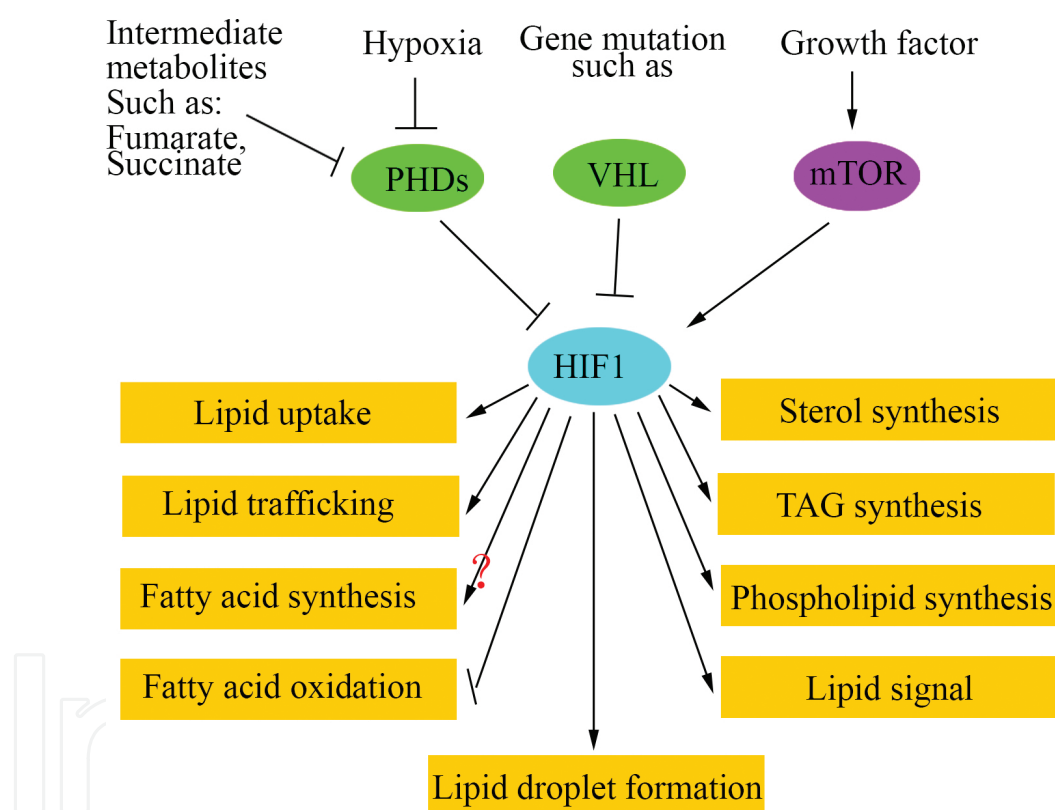 Intermediate
metabolites
Such as:
Fumarate,
Succinate
Hypoxia
Gene mutation
such as
Growth factor
PHDs
VHL
mTOR
HIF1
Lipid uptake
Lipid trafficking
?
Fatty acid synthesis
Fatty acid oxidation
Sterol synthesis
TAG synthesis
Phospholipid synthesis
Lipid signal
Lipid droplet formation